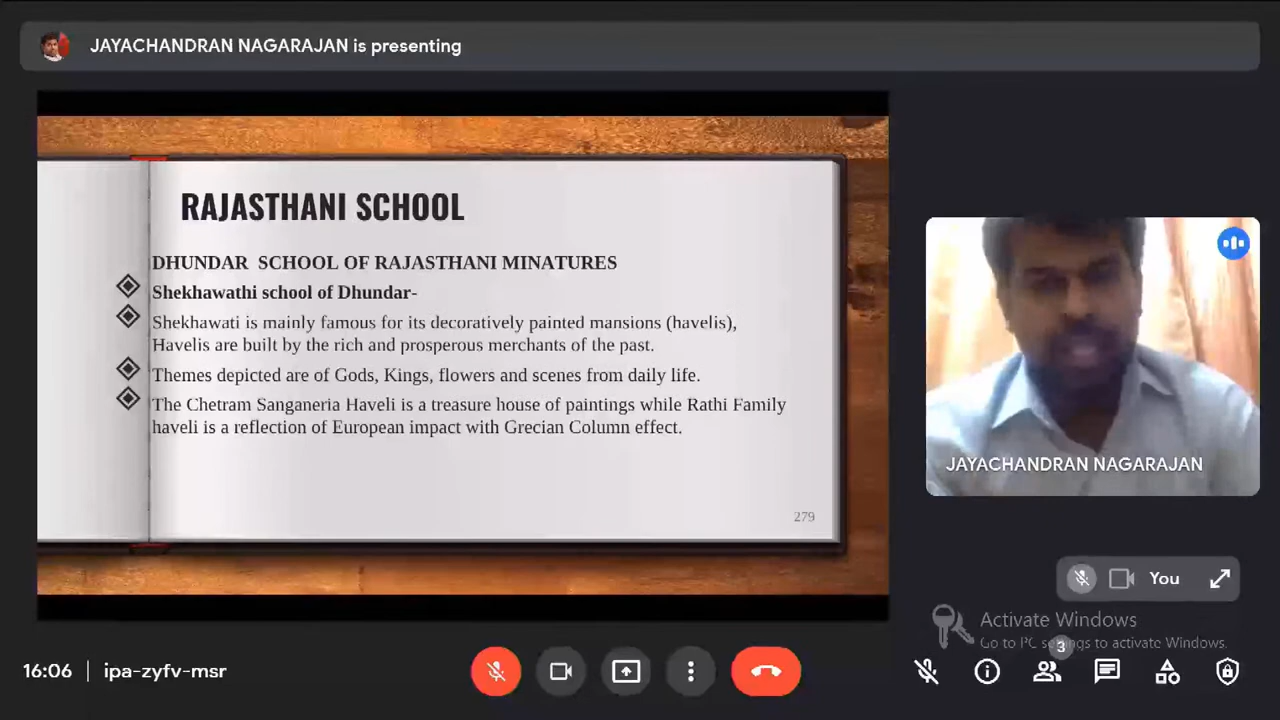 JAYACHANDRAN NAGARAJAN is presenting
RAJASTHANI SCHOOL
DHUNDAR SCHOOL OF RAJASTHANI MINATURES
Shekhawathi school of Dhundar-
Shekhawati is mainly famous for its decoratively painted mansions (havelis),
Havelis are built by the rich and prosperous merchants of the past.
Themes depicted are of Gods, Kings, flowers and scenes from daily life.
The Chetram Sanganeria Haveli is a treasure house of paintings while Rathi Family
haveli is a reflection of European impact with Grecian Column effect.
279
JAYACHANDRAN NAGARAJAN
You
Activate Windows
Go to PC settings to activate Windows.
3
16:06 | ipa-zyfv-msr